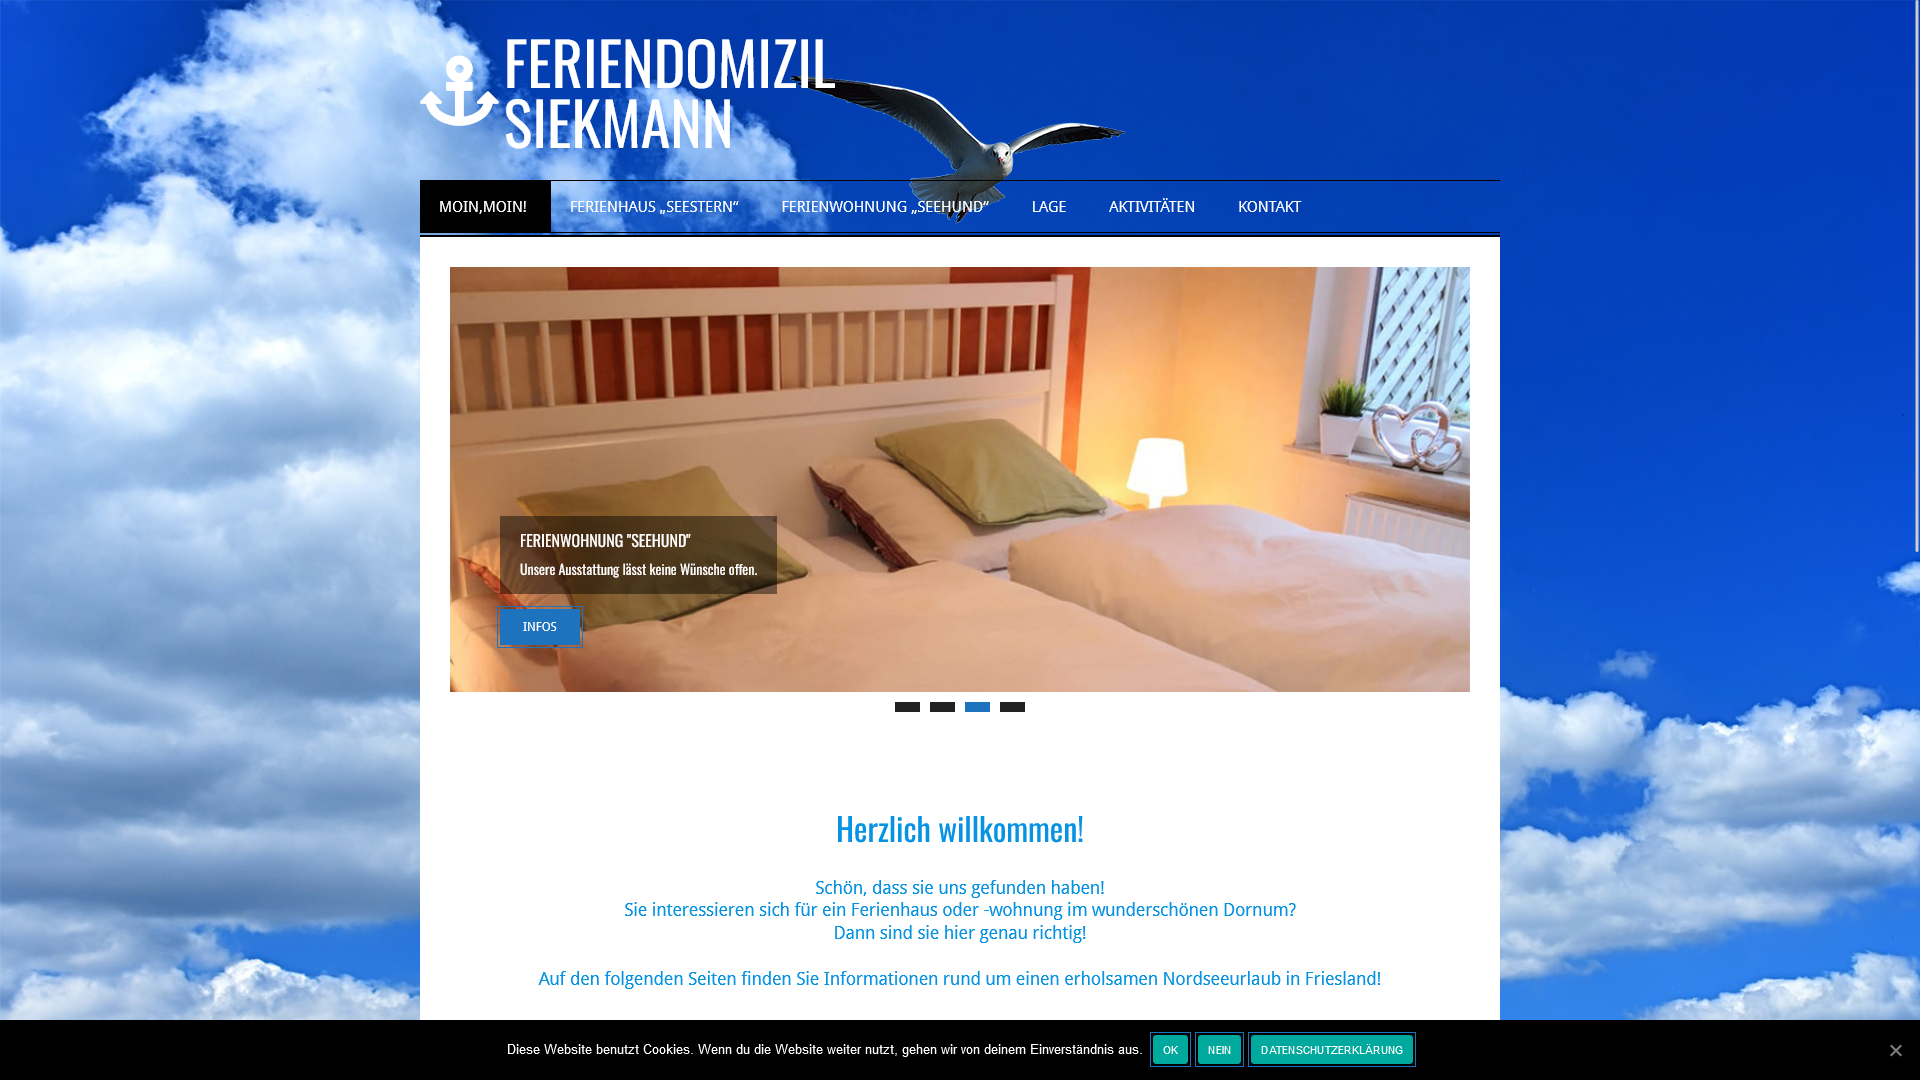 FERIENDOMIZIL
SIEKMANN
MOIN,MOIN! FERIENHAUS „SEESTERN“ FERIENWOHNUNG „SEEHUND“ LAGE AKTIVITÄTEN KONTAKT
FERIENWOHNUNG "SEEHUND"
Unsere Ausstattung lässt keine Wünsche offen.
INFOS
Herzlich willkommen!
Schön, dass sie uns gefunden haben!
Sie interessieren sich für ein Ferienhaus oder -wohnung im wunderschönen Dornum?
Dann sind sie hier genau richtig!
Auf den folgenden Seiten finden Sie Informationen rund um einen erholsamen Nordseeurlaub in Friesland!
Diese Website benutzt Cookies. Wenn du die Website weiter nutzt, gehen wir von deinem Einverständnis aus. OK NEIN DATENSCHUTZERKLÄRUNG